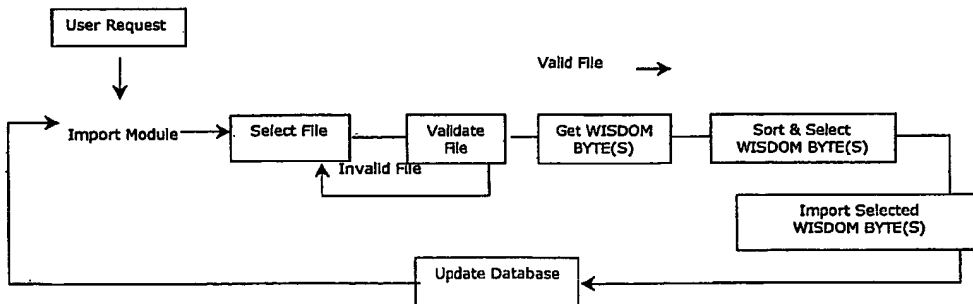 User Request
Valid File
Import Module
Select File
Validate
File
Get WISDOM
BYTE(S)
Sort & Select
WISDOM BYTE(S)
Invalid File
Import Selected
WISDOM BYTE(S)
Update Database